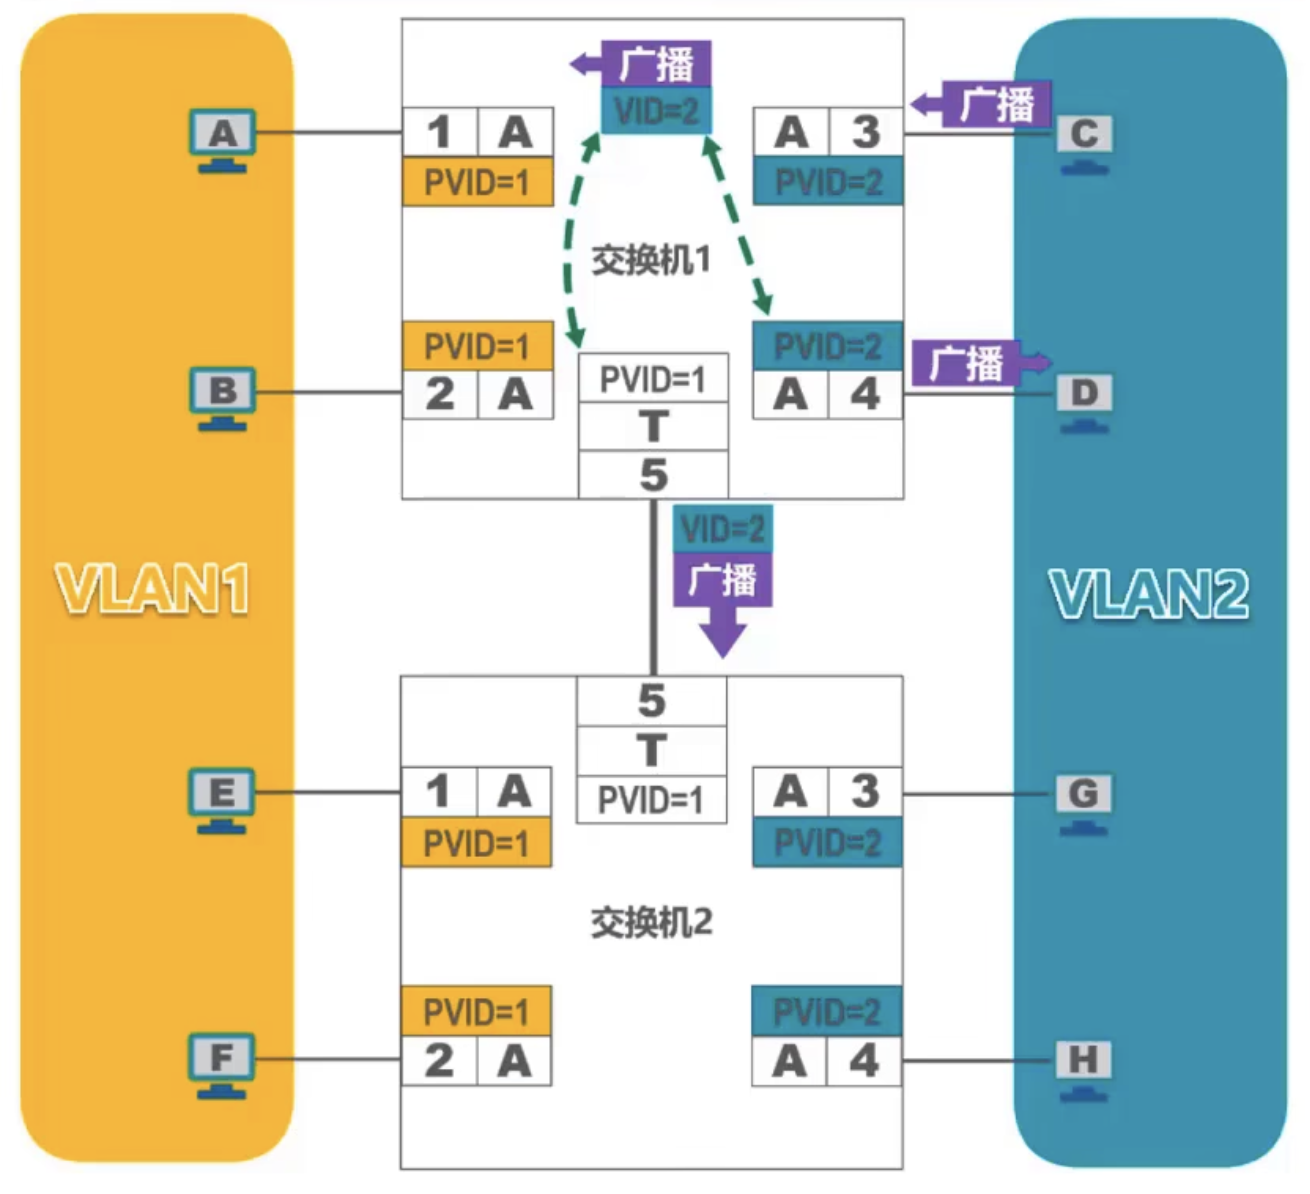 广播
VID=2
广播
A
1 A
PVID=1
A 3
PVID=2
C
交换机1
PVID=1
2 A
B
PVID=1
T
5
PVID=2
A 4
广播
D
VID=2
广播
VLAN1
VLAN2
5
T
PVID=1
E
1 A
PVID=1
A 3
PVID=2
G
交换机2
PVID=1
2 A
F
PViD=2
A 4
H